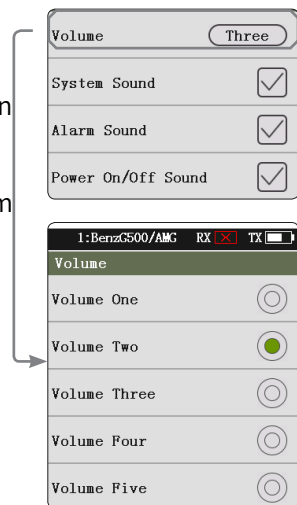 Volume Three
System Sound
Alarm Sound
Power On/Off Sound
n
m
1:BenzG500/AMG RX TX
Volume
Volume One
Volume Two
Volume Three
Volume Four
Volume Five